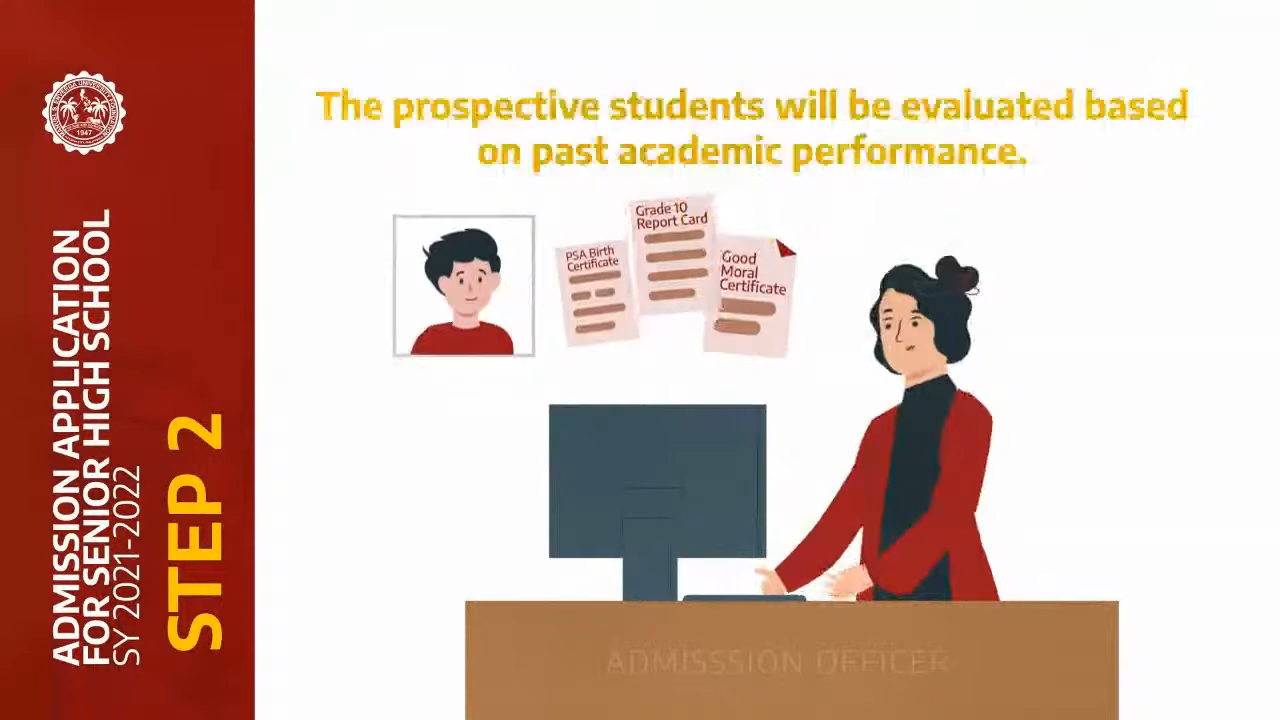 ADMISSION APPLICATION
FOR SENIOR HIGH SCHOOL
SY 2021-2022
STEP 2
The prospective students will be evaluated based
on past academic performance.
PSA Birth
Certificate
Grade 10
Report Card
Good
Moral
Certificate
ADMISSSION OFFICER
1947